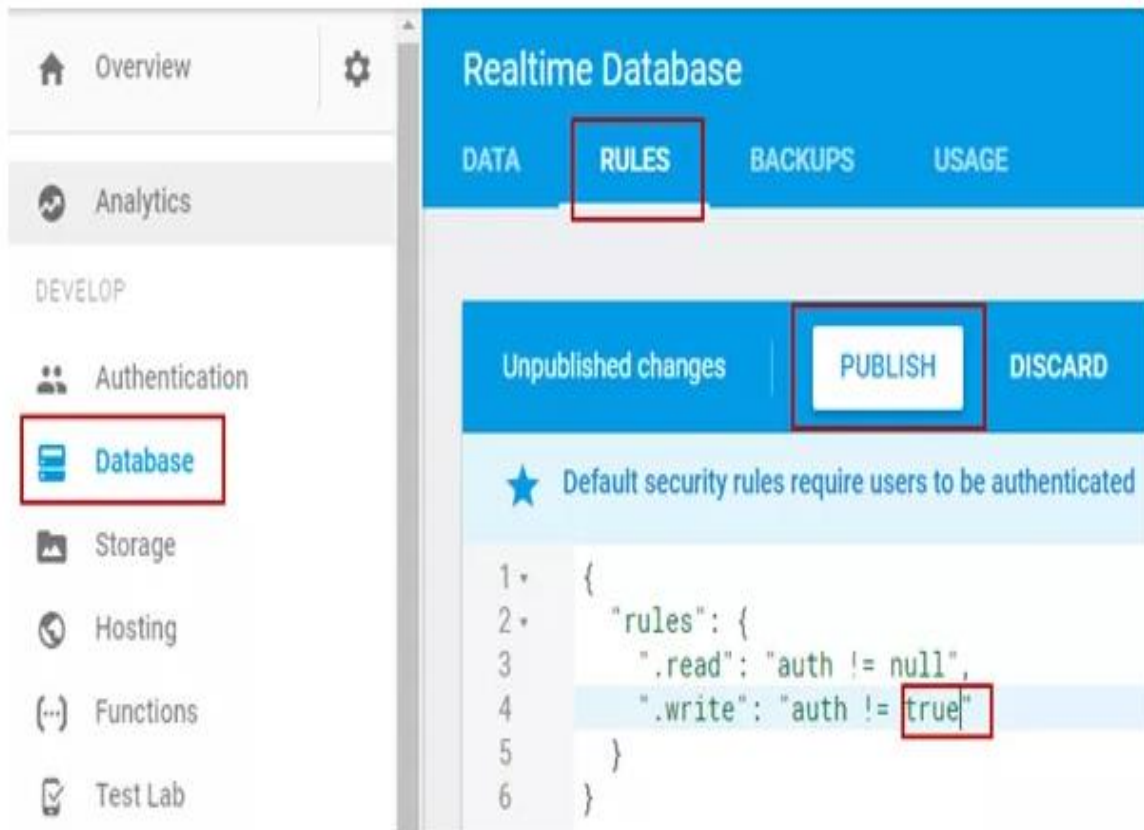 Overview
Analytics
DEVELOP
Authentication
Database
Storage
Hosting
Functions
Test Lab
Realtime Database
DATA RULES BACKUPS USAGE
Unpublished changes PUBLISH DISCARD
Default security rules require users to be authenticated
1 {
2 "rules": {
3 ".read": "auth != null",
4 ".write": "auth != true"
5 }
6 }